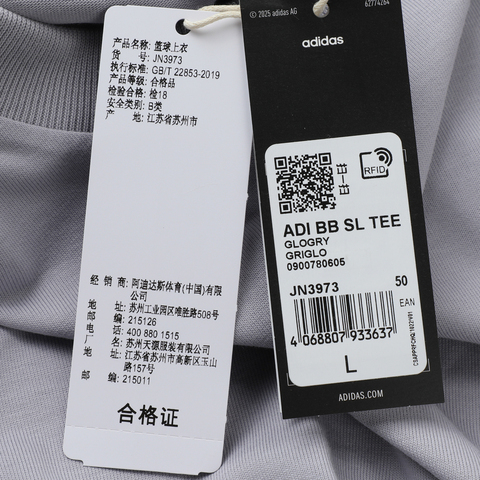 产品名称: 篮球上衣
货 号: JN3973
执行标准: GB/T 22853-2019
产品等级: 合格品
检验合格: 检18
安全类别: B类
产 地: 江苏省苏州市
经 销 商: 阿迪达斯体育(中国)有限
公司
地 址: 苏州工业园区唯胜路508号
邮 编: 215126
电 话: 400 880 1515
厂 名: 苏州天源服装有限公司
地 址: 江苏省苏州市高新区玉山
路157号
邮 编: 215011
合格证
© 2025 adidas AG
62774264
adidas
RFID
ADI BB SL TEE
GLOGRY
GRIGLO
0900780605
JN3973
50
EAN
4 068807 933637
L
ADIDAS.COM